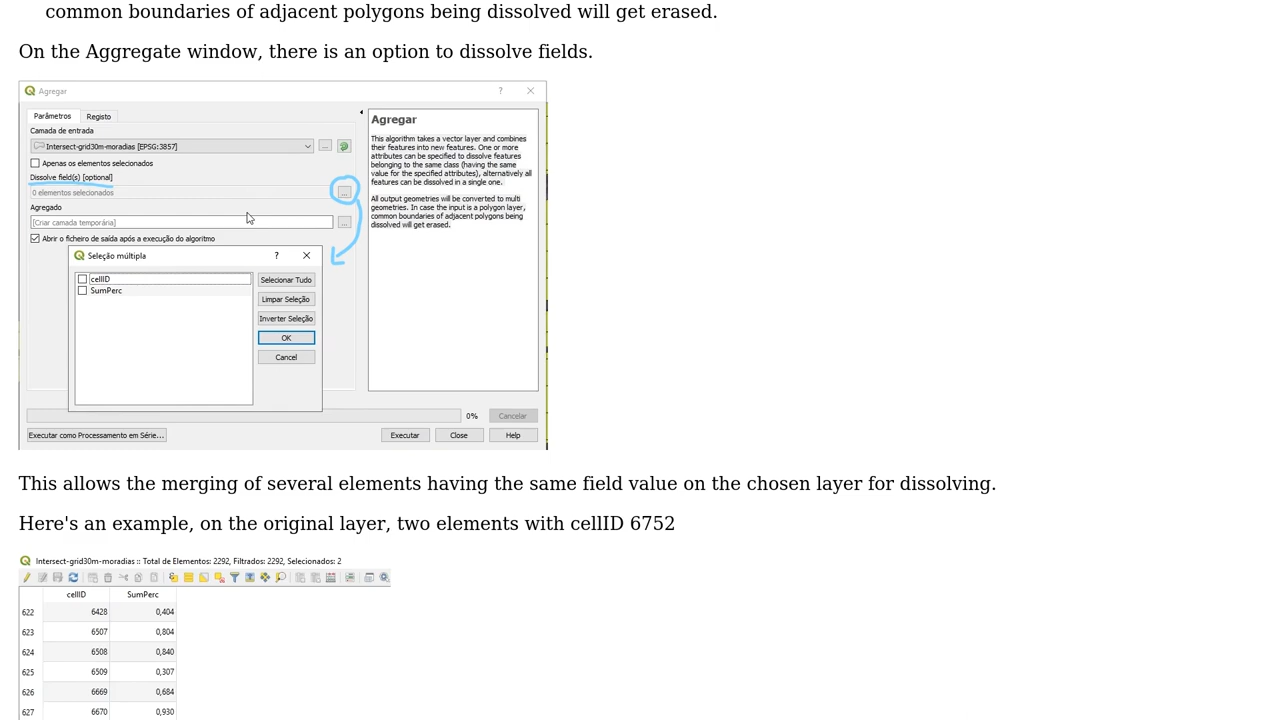 common boundaries of adjacent polygons being dissolved will get erased.
On the Aggregate window, there is an option to dissolve fields.
Agregar
?
Parâmetros
Registo
Camada de entrada
Intersect-grid30m-moradias [EPSG:3857]
...
Apenas os elementos selecionados
Dissolve field(s) [optional]
0 elementos selecionados
...
Agregado
[Criar camada temporária]
...
Abrir o ficheiro de saída após a execução do algoritmo
Agregar
This algorithm takes a vector layer and combines
their features into new features. One or more
attributes can be specified to dissolve features
belonging to the same class (having the same
value for the specified attributes), alternatively all
features can be dissolved in a single one.
All output geometries will be converted to multi
geometries. In case the input is a polygon layer,
common boundaries of adjacent polygons being
dissolved will get erased.
Seleção múltipla
?
cellID
SumPerc
Selecionar Tudo
Limpar Seleção
Inverter Seleção
OK
Cancel
0%
Cancelar
Executar como Processamento em Série...
Executar
Close
Help
This allows the merging of several elements having the same field value on the chosen layer for dissolving.
Here's an example, on the original layer, two elements with cellID 6752
Intersect-grid30m-moradias :: Total de Elementos: 2292, Filtrados: 2292, Selecionados: 2
cellID SumPerc
622 6428 0,404
623 6507 0,804
624 6508 0,840
625 6509 0,307
626 6669 0,684
627 6670 0,930